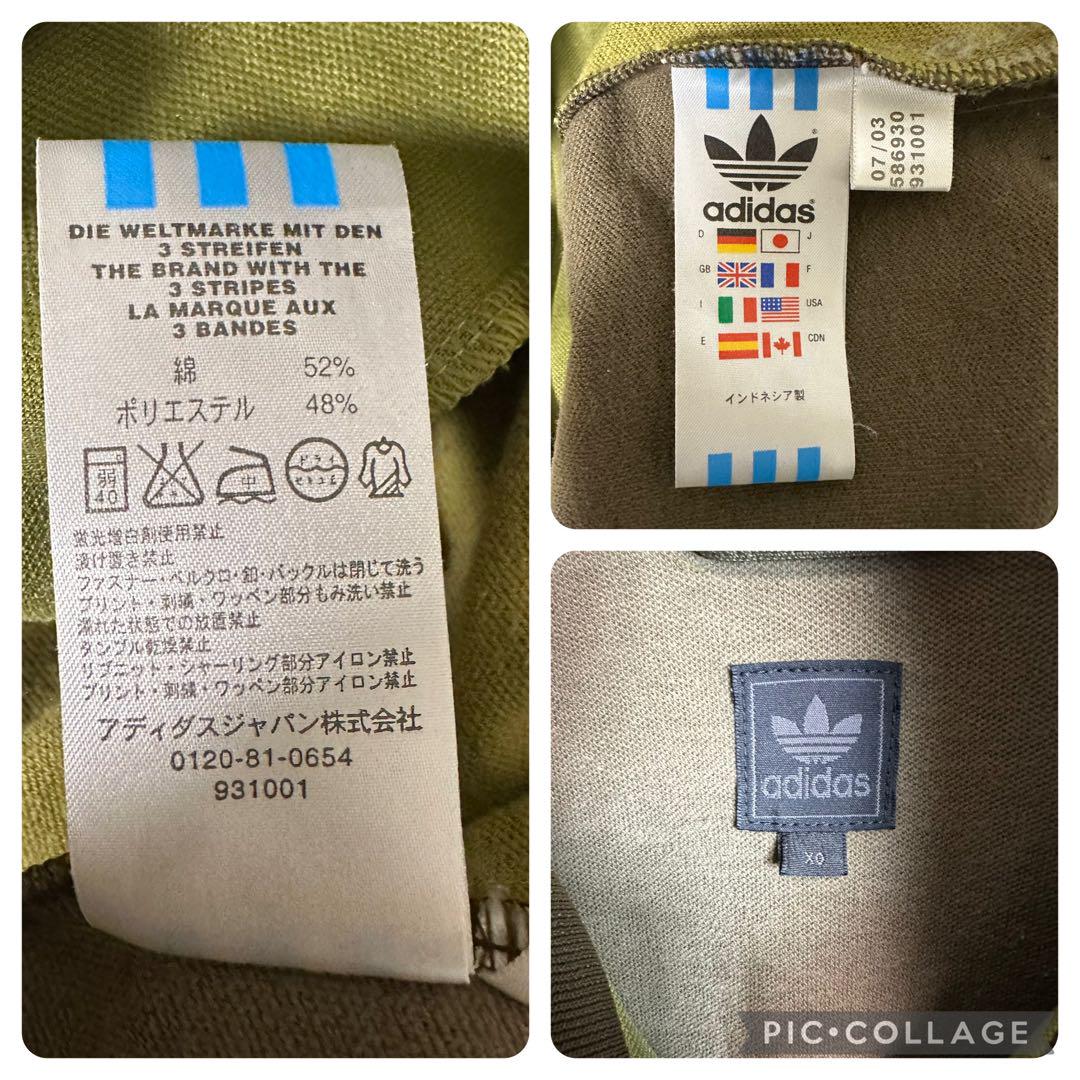 DIE WELTMARKE MIT DEN
3 STREIFEN
THE BRAND WITH THE
3 STRIPES
LA MARQUE AUX
3 BANDES
綿 52%
ポリエステル 48%
弱
40
中
ドライ
セキユ系
蛍光増白剤使用禁止
漬け置き禁止
ファスナー・ベルクロ・釦・バックルは閉じて洗う
プリント・刺繍・ワッペン部分もみ洗い禁止
濡れた状態での放置禁止
タンブル乾燥禁止
リブニット・シャーリング部分アイロン禁止
プリント・刺繍・ワッペン部分アイロン禁止
アディダスジャパン株式会社
0120-81-0654
931001
adidas®
D J
GB F
I USA
E CDN
インドネシア製
07/03
586930
931001
adidas
XO
PIC•COLLAGE